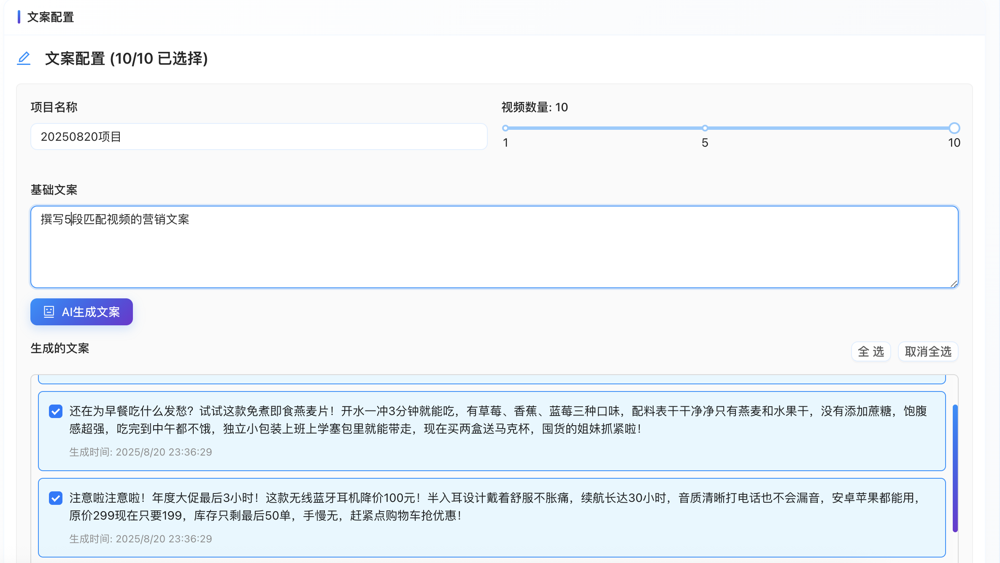 文案配置
文案配置 (10/10 已选择)
项目名称
视频数量: 10
20250820项目
1
5
10
基础文案
撰写5段匹配视频的营销文案
AI生成文案
生成的文案
全 选
取消全选
还在为早餐吃什么发愁？试试这款免煮即食燕麦片！开水一冲3分钟就能吃，有草莓、香蕉、蓝莓三种口味，配料表干干净净只有燕麦和水果干，没有添加蔗糖，饱腹
感超强，吃完到中午都不饿，独立小包装上班上学塞包里就能带走，现在买两盒送马克杯，囤货的姐妹抓紧啦！
生成时间: 2025/8/20 23:36:29
注意啦注意啦！年度大促最后3小时！这款无线蓝牙耳机降价100元！半入耳设计戴着舒服不胀痛，续航长达30小时，音质清晰打电话也不会漏音，安卓苹果都能用，
原价299现在只要199，库存只剩最后50单，手慢无，赶紧点购物车抢优惠！
生成时间: 2025/8/20 23:36:29